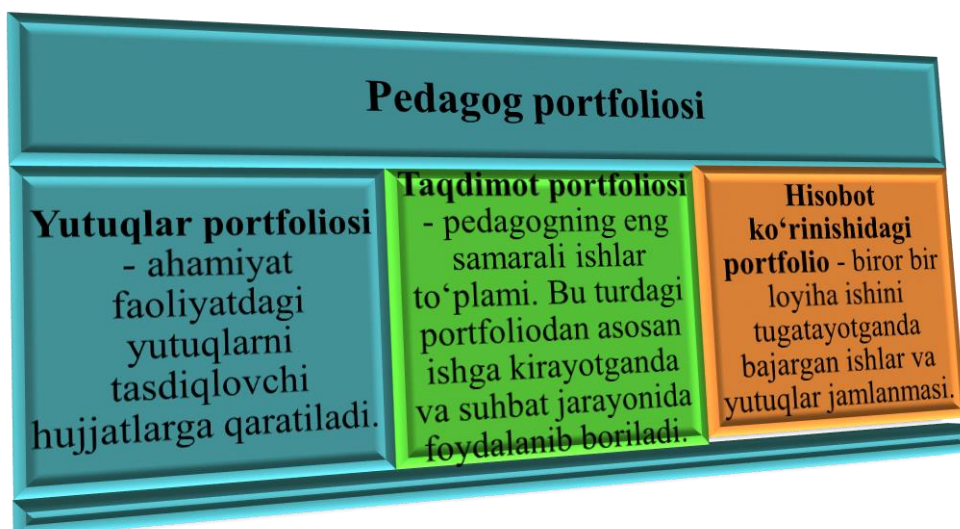 Pedagog portfoliosi
Yutuqlar portfoliosi
- ahamiyat
faoliyatdagi
yutuqlarni
tasdiqlovchi
hujjatlarga qaratiladi.
Taqdimot portfoliosi
- pedagogning eng
samarali ishlar
to‘plami. Bu turdagi
portfoliodan asosan
ishga kirayotganda
va suhbat jarayonida
foydalanib boriladi.
Hisobot
ko‘rinishidagi
portfolio - biror bir
loyiha ishini
tugatayotganda
bajargan ishlar va
yutuqlar jamlanmasi.